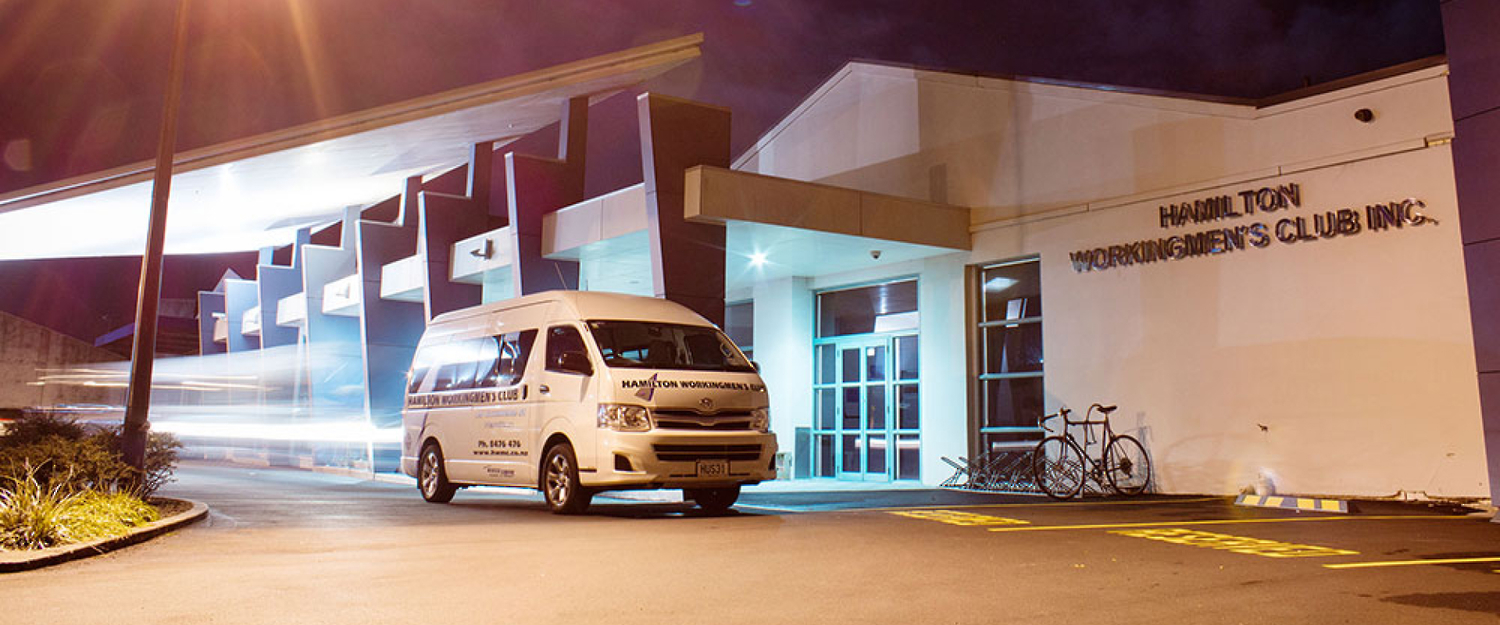 HAMILTON
WORKINGMEN'S CLUB INC.
HAMILTON WORKINGMEN'S CLUB
HAMILTON WORKINGMEN'S CLUB
Ph. 8476 476
www.hwmc.co.nz
HUS31